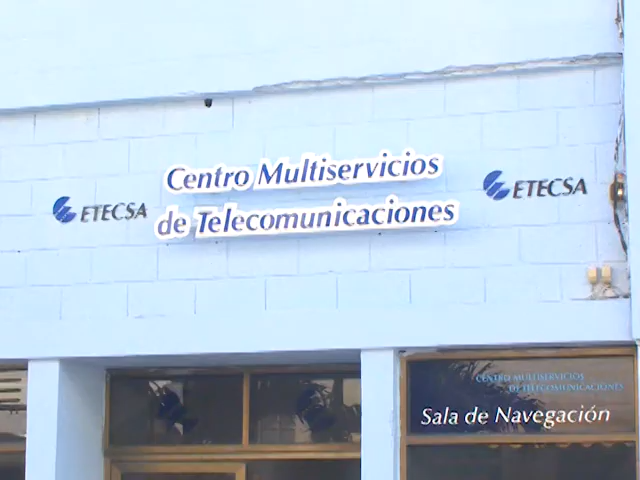 Centro Multiservicios
de Telecomunicaciones
ETECSA
ETECSA
CENTRO MULTISERVICIOS
DE TELECOMUNICACIONES
Sala de Navegación